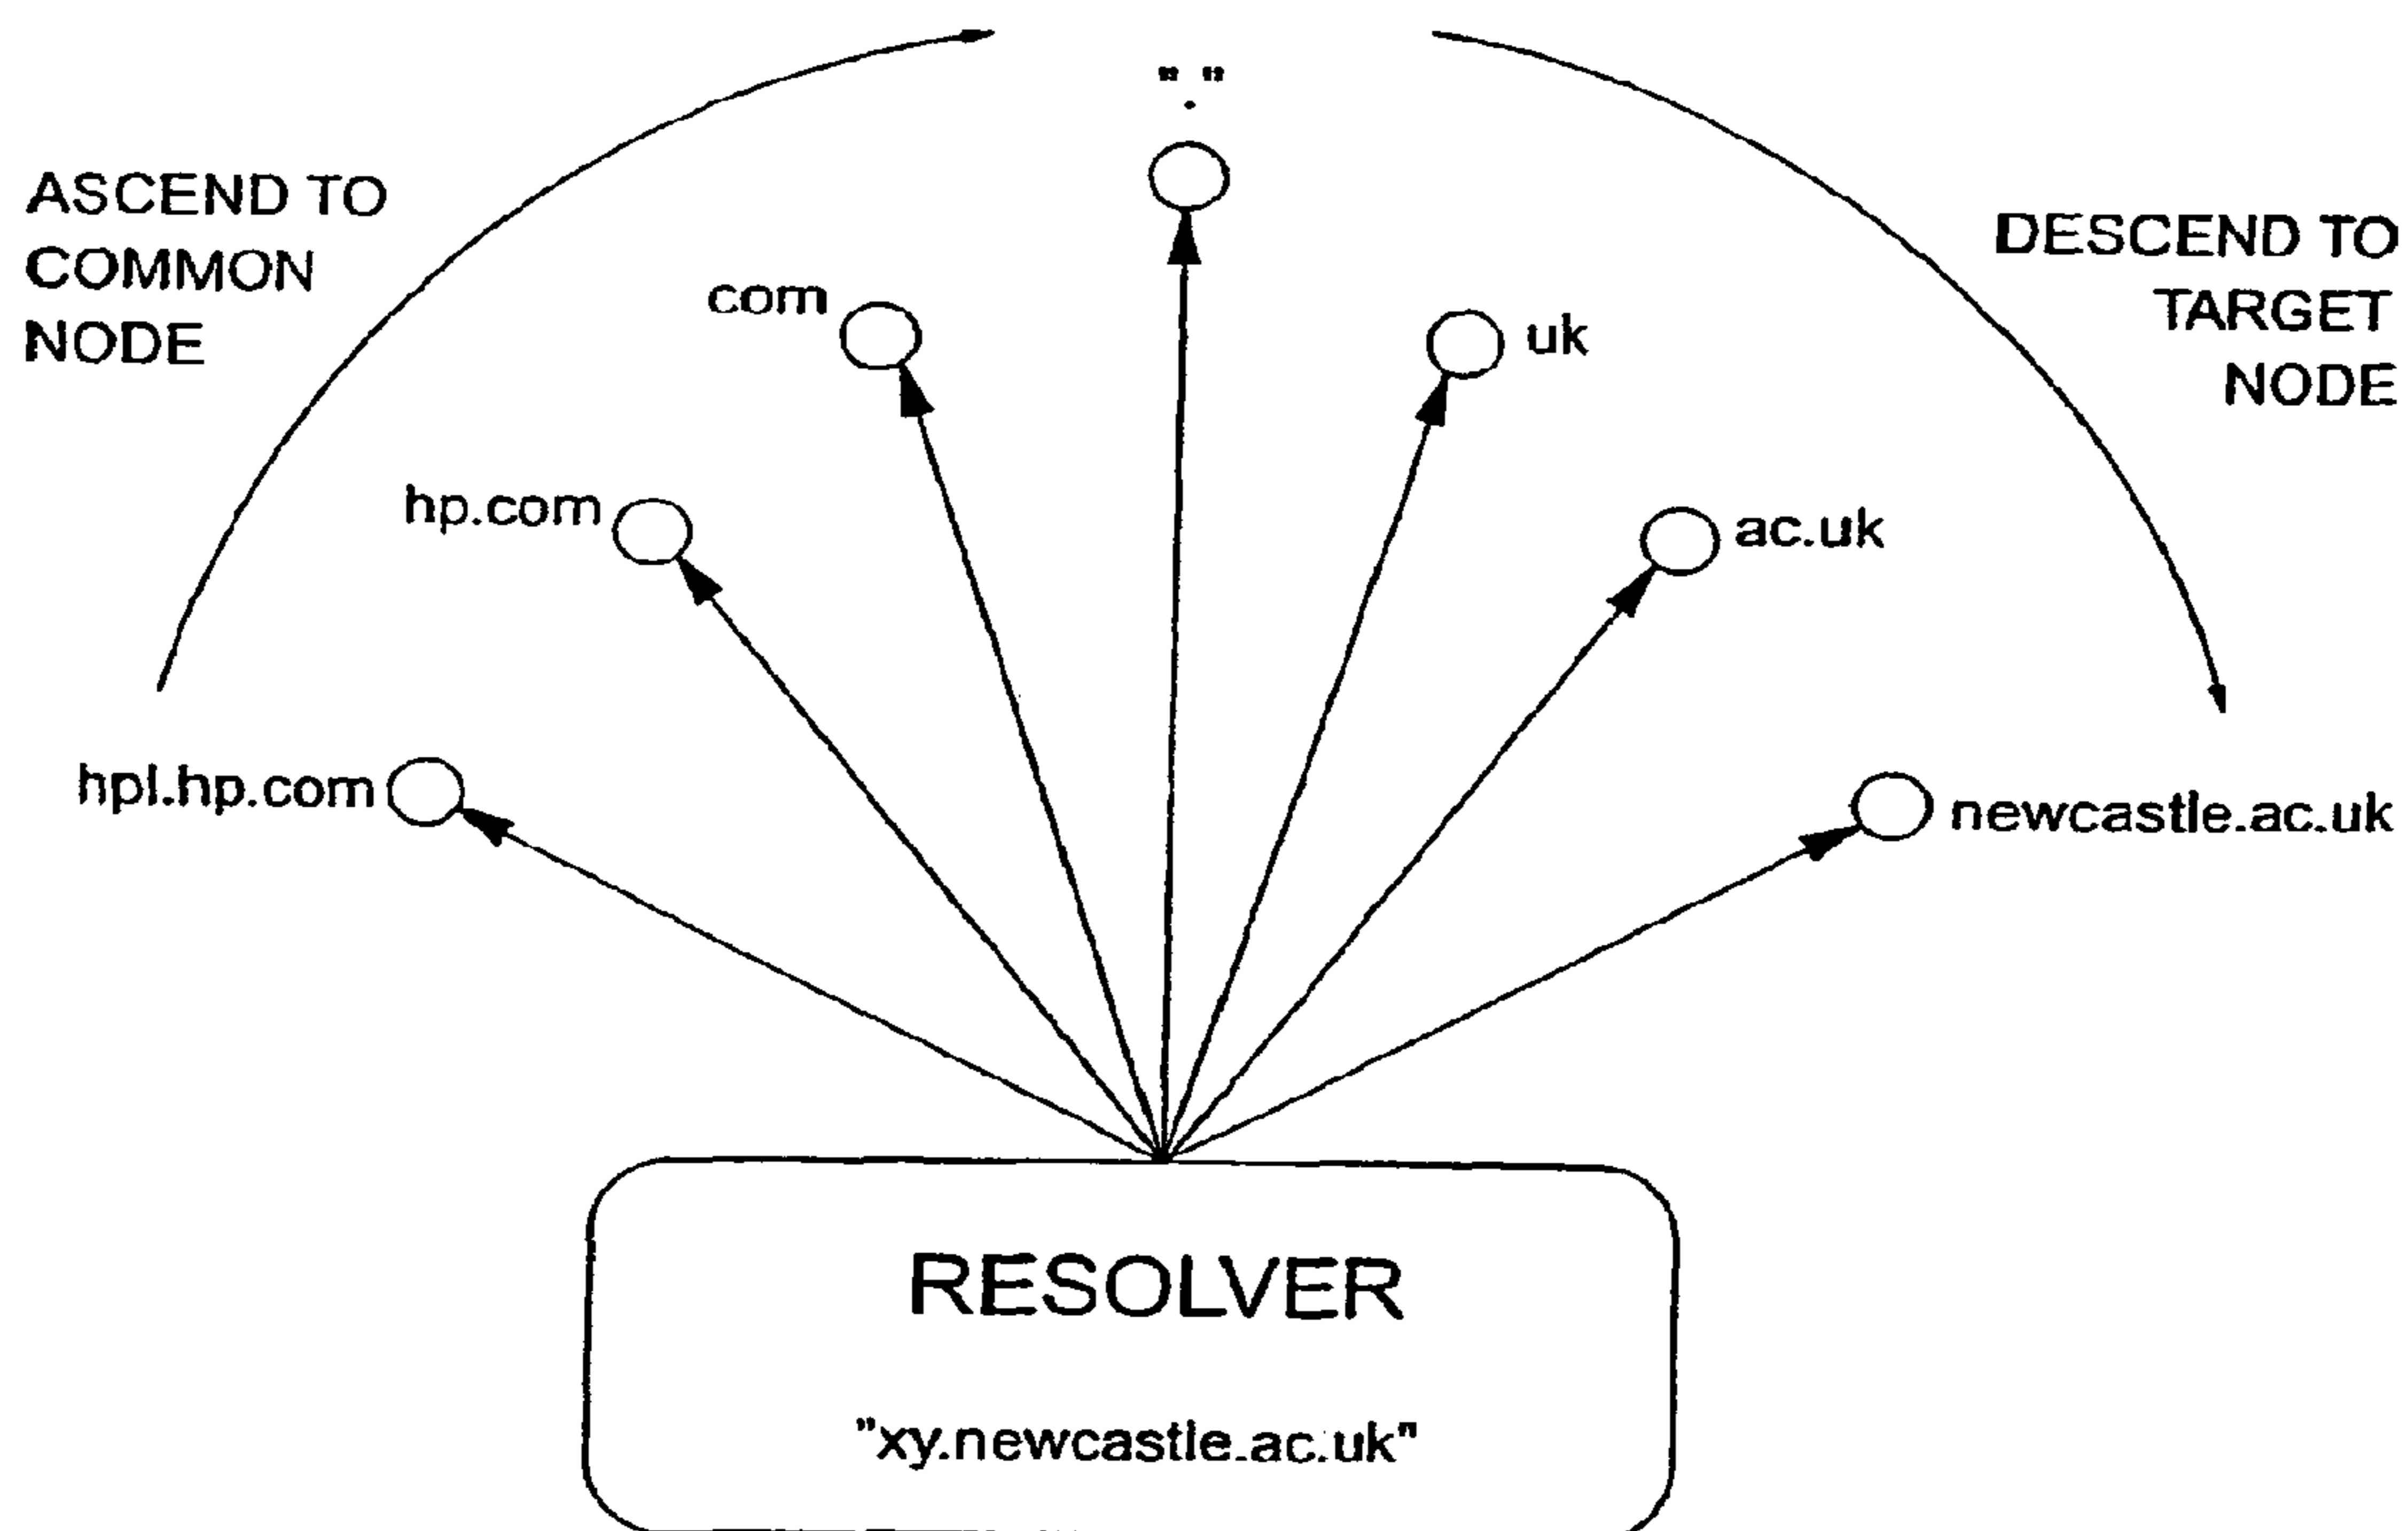 "."
ASCEND TO
COMMON
NODE
DESCEND TO
TARGET
NODE
com
uk
hp.com
ac.uk
hpl.hp.com
newcastle.ac.uk
RESOLVER
"xy.newcastle.ac.uk"